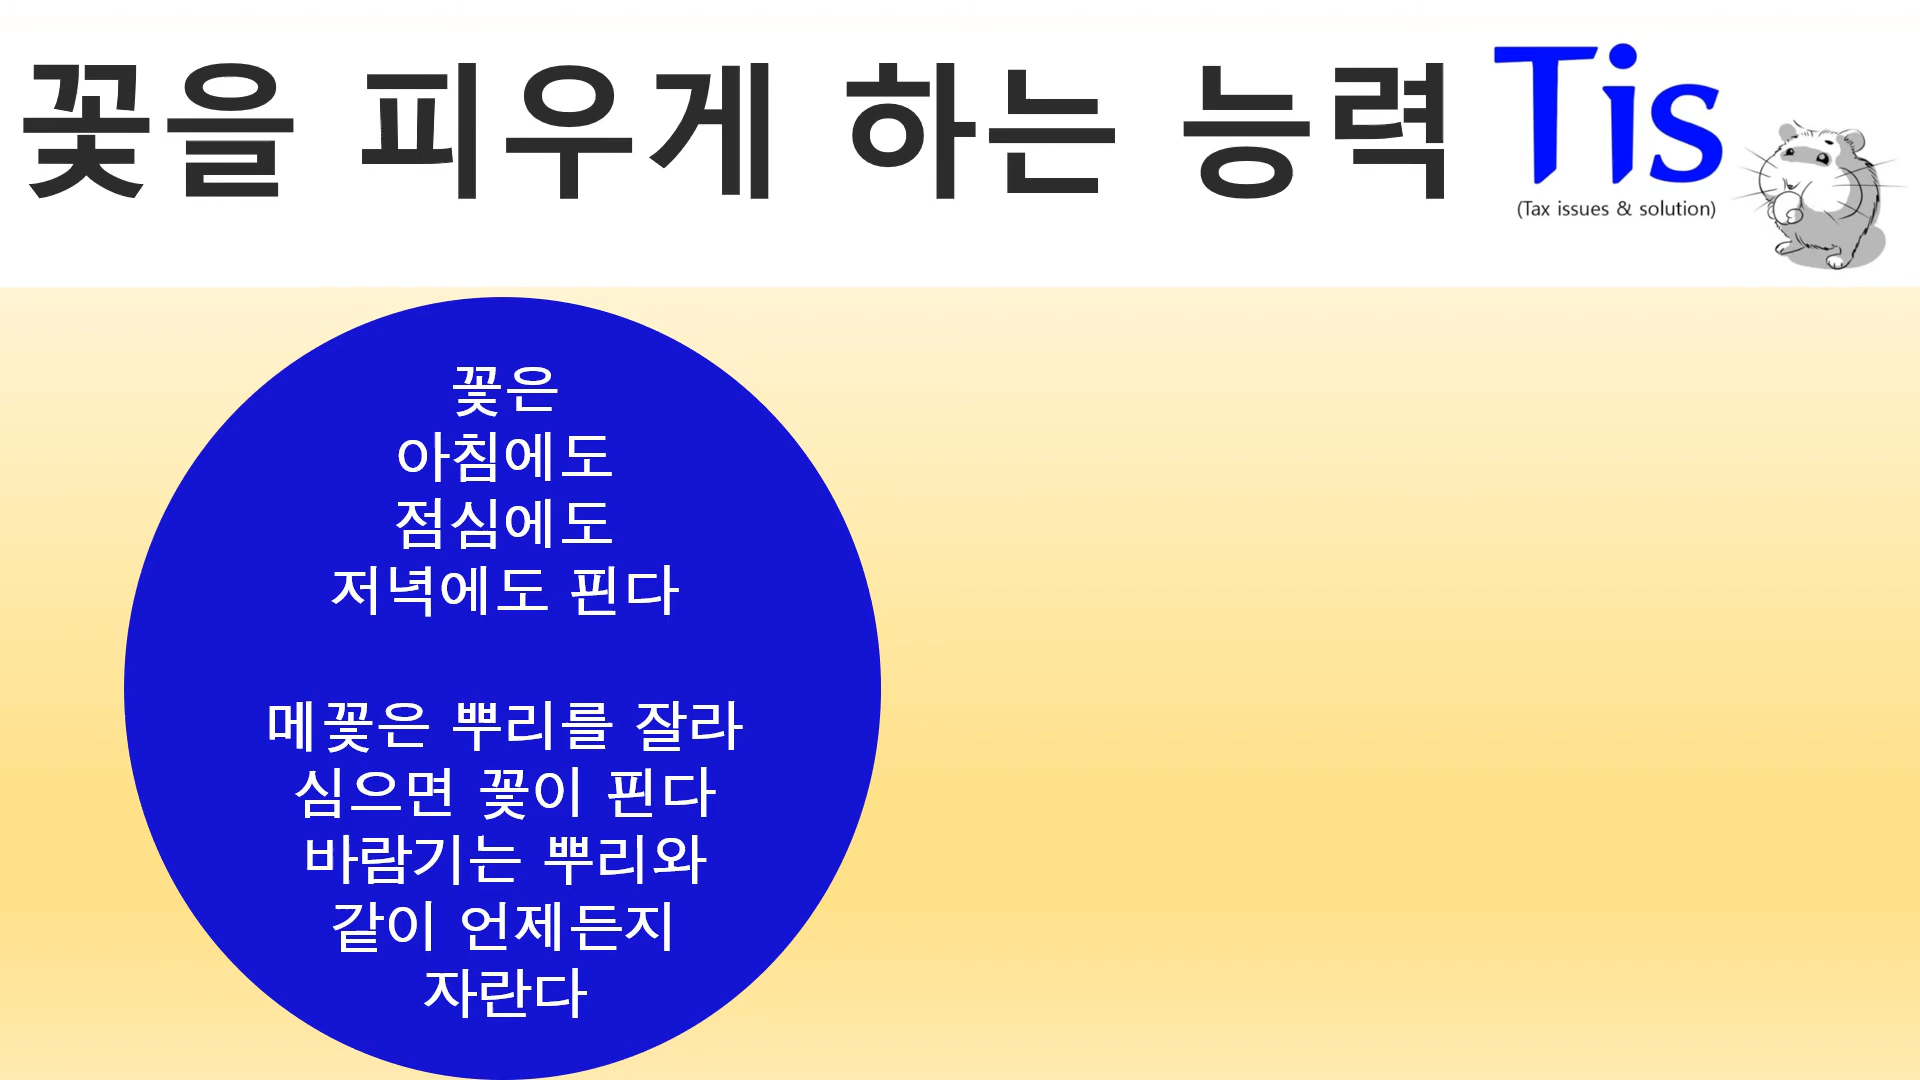 꽃을 피우게 하는 능력
Tis
(Tax issues & solution)
꽃은
아침에도
점심에도
저녁에도 핀다
메꽃은 뿌리를 잘라
심으면 꽃이 핀다
바람기는 뿌리와
같이 언제든지
자란다